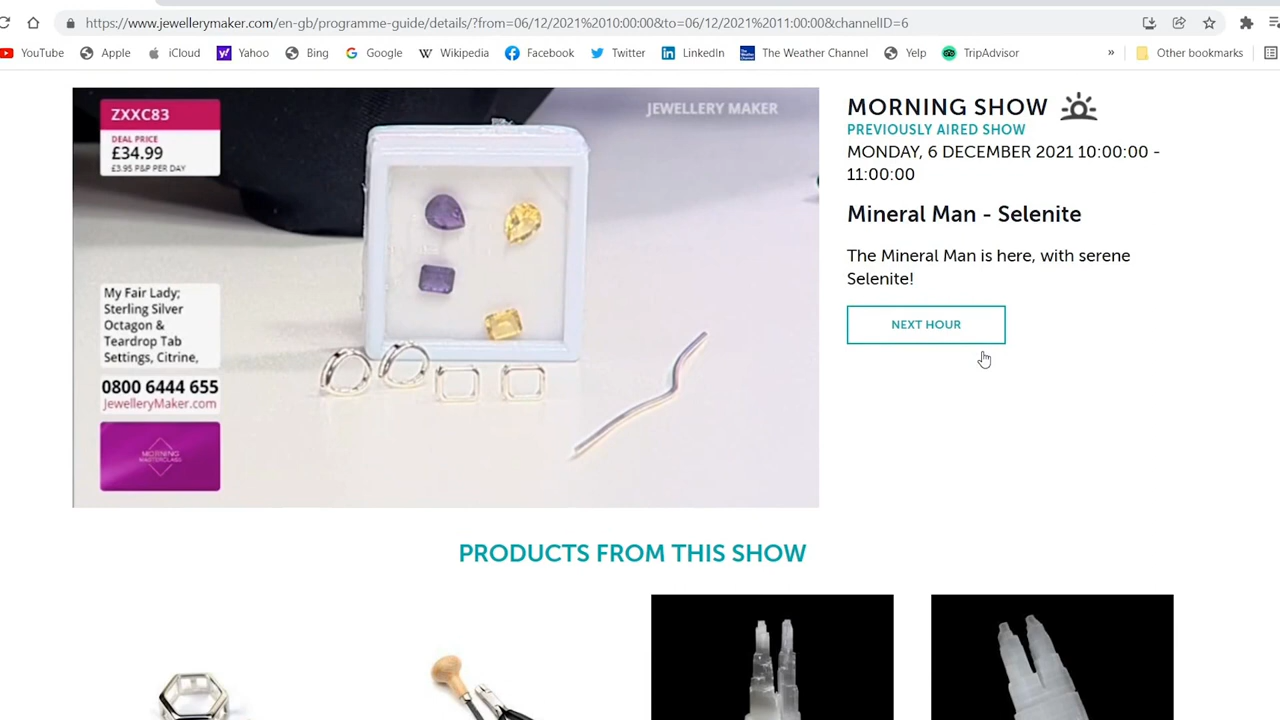 https://www.jewellerymaker.com/en-gb/programme-guide/details/?from=06/12/2021%2010:00:00&to=06/12/2021%2011:00:00&channelID=6
YouTube Apple iCloud Yahoo Bing Google Wikipedia Facebook Twitter LinkedIn The Weather Channel Yelp TripAdvisor » Other bookmarks
ZXXC83
DEAL PRICE
£34.99
£3.95 P&P PER DAY
JEWELLERY MAKER
My Fair Lady;
Sterling Silver
Octagon &
Teardrop Tab
Settings, Citrine,
0800 6444 655
JewelleryMaker.com
MORNING
MASTERCLASS
MORNING SHOW
PREVIOUSLY AIRED SHOW
MONDAY, 6 DECEMBER 2021 10:00:00 -
11:00:00
Mineral Man - Selenite
The Mineral Man is here, with serene
Selenite!
NEXT HOUR
PRODUCTS FROM THIS SHOW